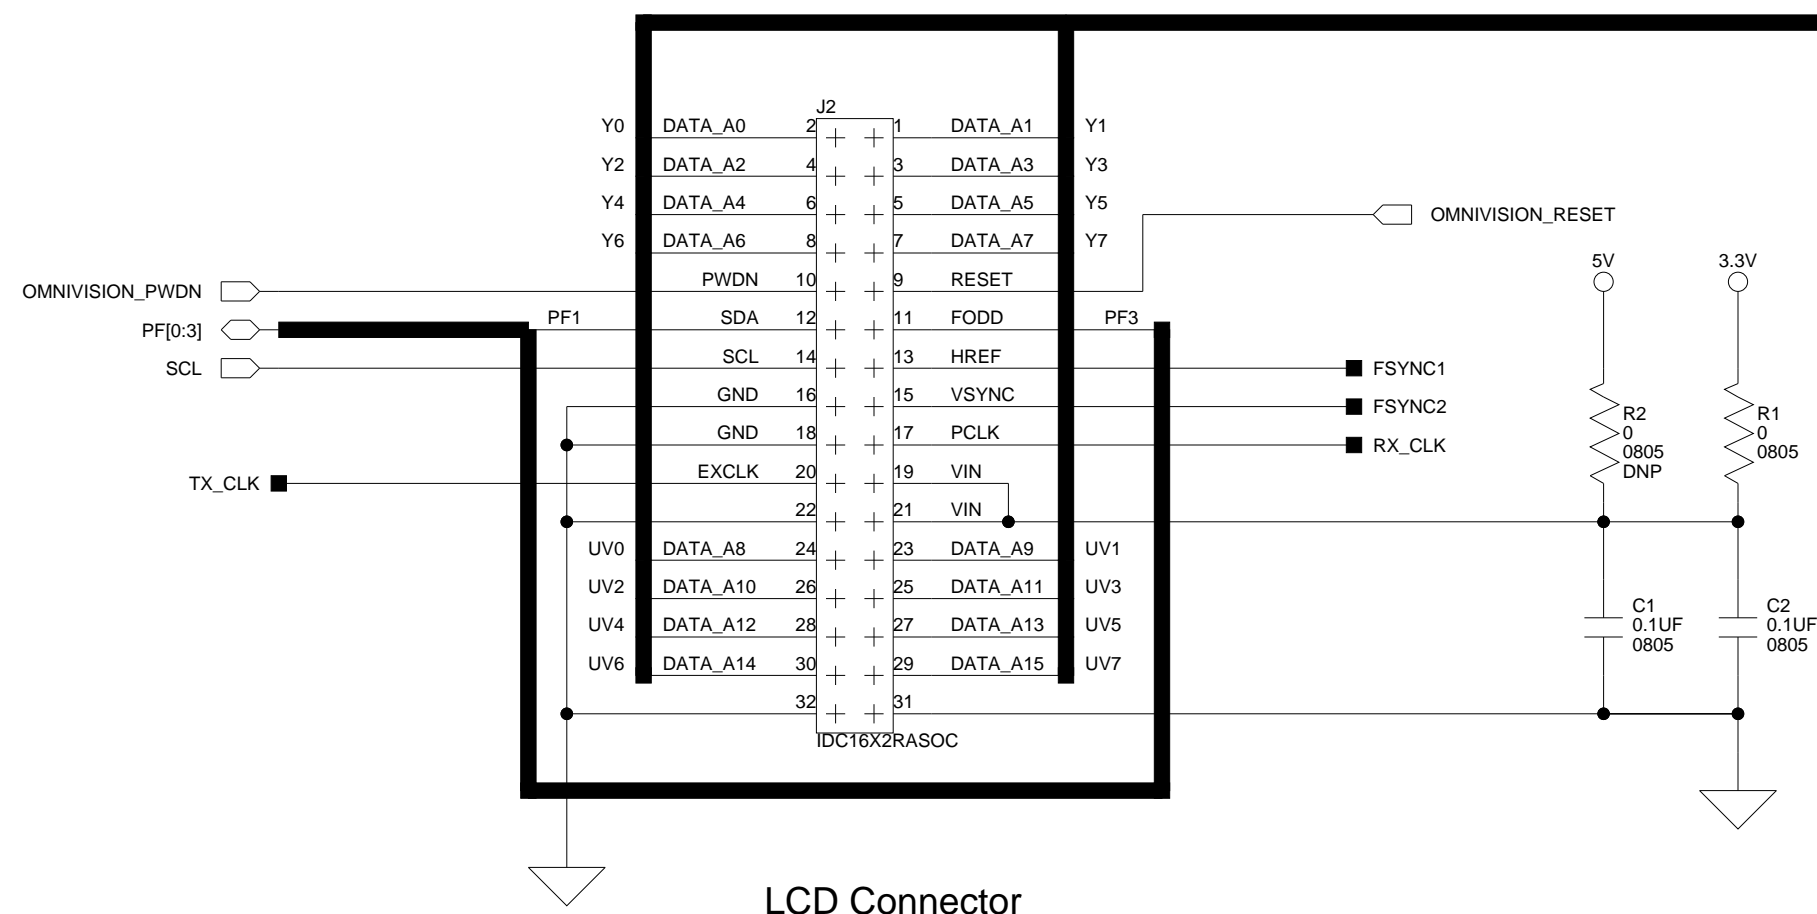 J2
Y0 DATA_A0 2 1 DATA_A1 Y1
Y2 DATA_A2 4 3 DATA_A3 Y3
Y4 DATA_A4 6 5 DATA_A5 Y5
OMNIVISION_RESET
Y6 DATA_A6 8 7 DATA_A7 Y7
5V 3.3V
OMNIVISION_PWDN PWDN 10 9 RESET
PF[0:3] PF1 SDA 12 11 FODD PF3
SCL SCL 14 13 HREF FSYNC1
GND 16 15 VSYNC FSYNC2
R2
0
0805
DNP
R1
0
0805
GND 18 17 PCLK RX_CLK
TX_CLK EXCLK 20 19 VIN
22 21 VIN
UV0 DATA_A8 24 23 DATA_A9 UV1
UV2 DATA_A10 26 25 DATA_A11 UV3
UV4 DATA_A12 28 27 DATA_A13 UV5
C1
0.1UF
0805
C2
0.1UF
0805
UV6 DATA_A14 30 29 DATA_A15 UV7
32 31
IDC16X2RASOC
LCD Connector